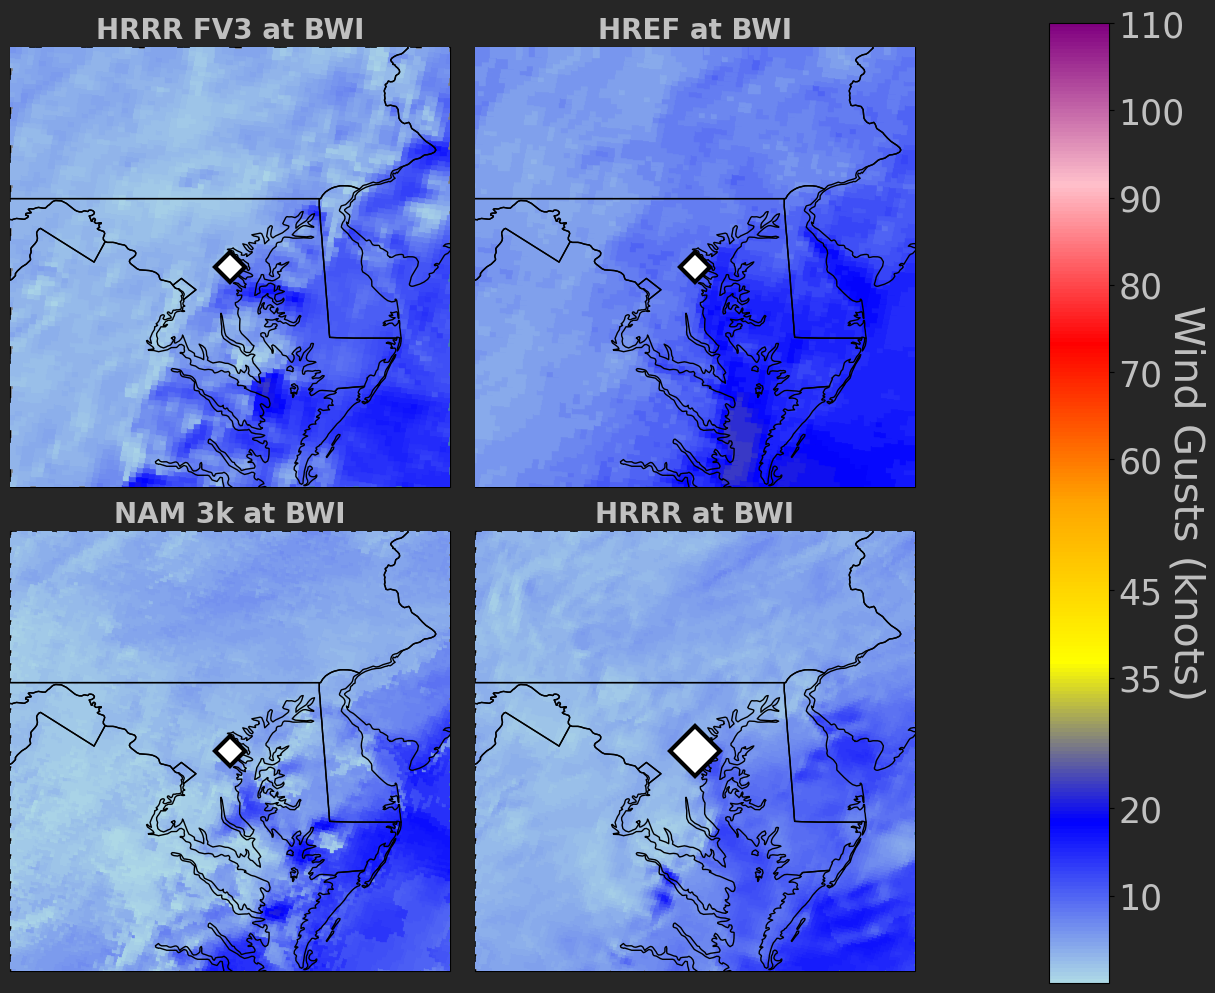 HRRR FV3 at BWI
HREF at BWI
NAM 3k at BWI
HRRR at BWI
110
100
90
80
70
60
45
35
20
10
Wind Gusts (knots)